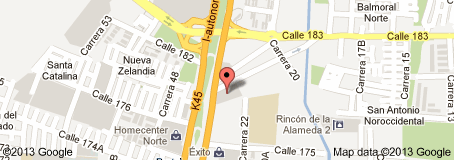 Carrera 53
I-autonor
Balmoral
Norte
Calle 183
Calle 183
Calle 182
Carrera 20
Carrera 17B
Carrera 15
Nueva
Zelandia
Santa
Catalina
Carrera 48
K45
Calle 176
Carrera 22
Rincón de la
Alameda 2
San Antonio
Noroccidental
Homecenter
Norte
Calle 174A
Éxito
©2013 Google
Map data ©2013 Google